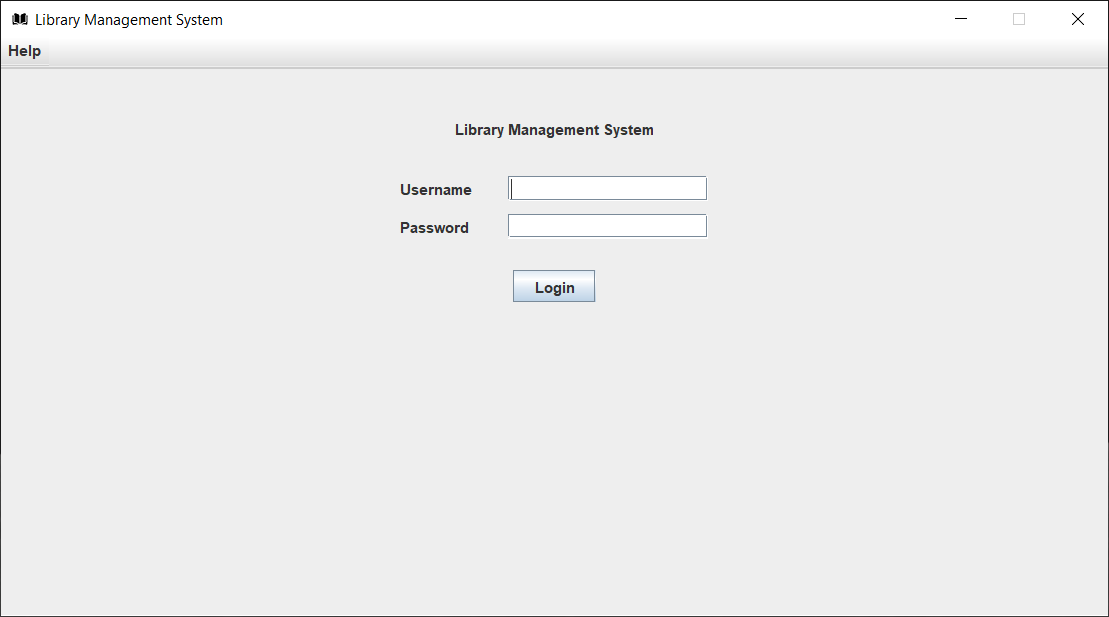 Library Management System
Help
Library Management System
Username
Password
Login